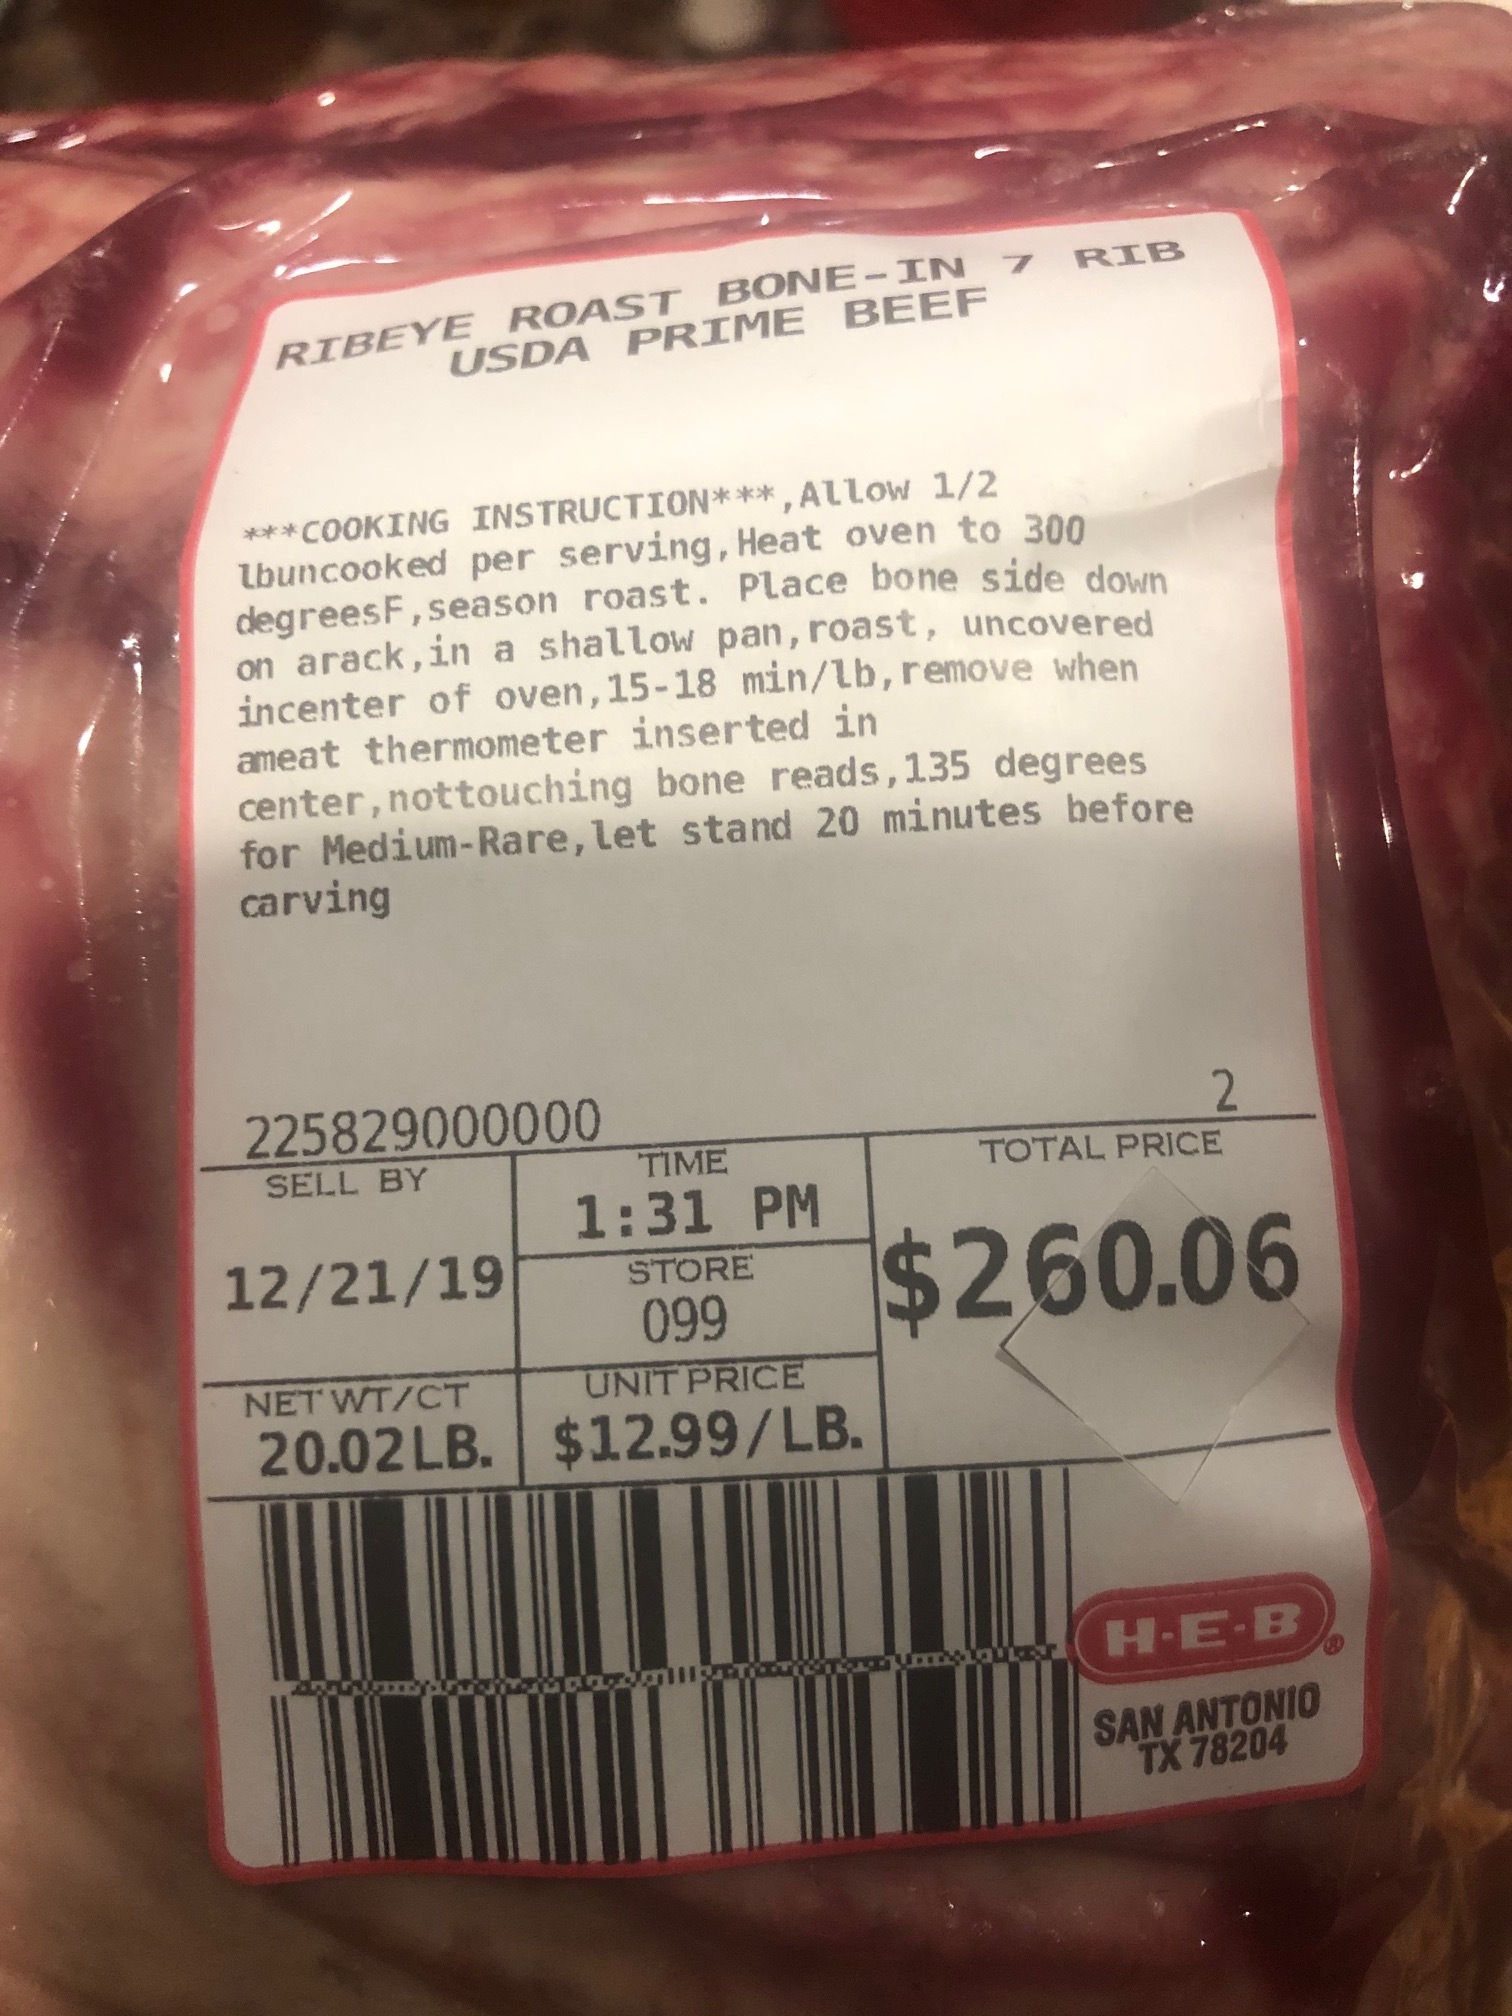 RIBEYE ROAST BONE-IN 7 RIB
USDA PRIME BEEF
***COOKING INSTRUCTION***,Allow 1/2
lbuncooked per serving,Heat oven to 300
degreesF,season roast. Place bone side down
on arack,in a shallow pan,roast, uncovered
incenter of oven,15-18 min/lb,remove when
ameat thermometer inserted in
center,nottouching bone reads,135 degrees
for Medium-Rare,let stand 20 minutes before
carving
225829000000 2
SELL BY
12/21/19
TIME
1:31 PM
STORE
099
TOTAL PRICE
$260.06
NET WT/CT
20.02LB.
UNIT PRICE
$12.99/LB.
H-E-B®
SAN ANTONIO
TX 78204